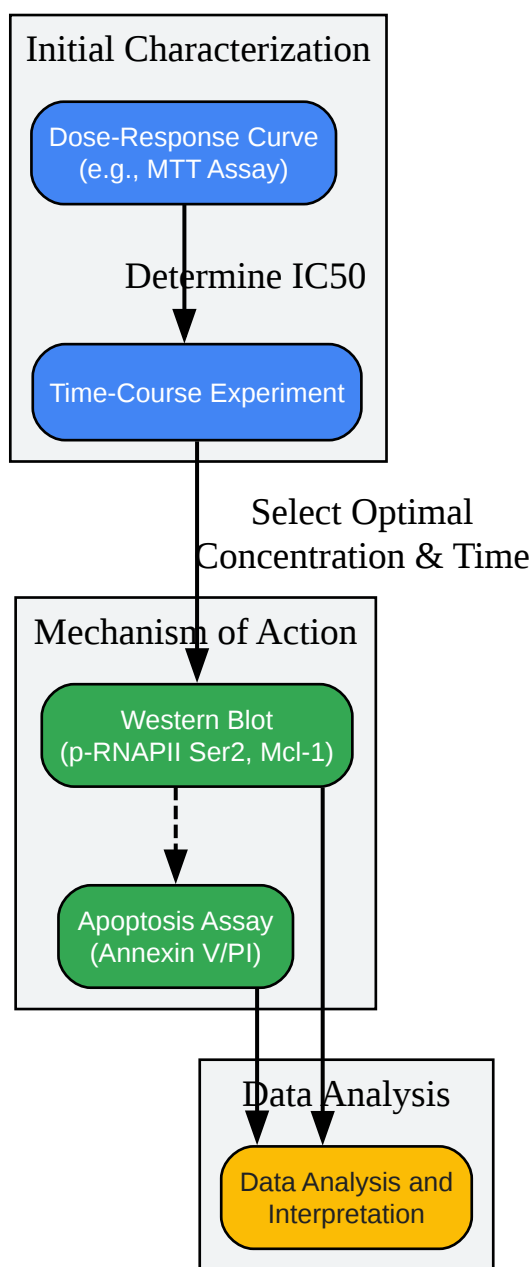 Initial Characterization
Dose-Response Curve
(e.g., MTT Assay)
Determine IC50
Time-Course Experiment
Select Optimal
Concentration & Time
Mechanism of Action
Western Blot
(p-RNAPII Ser2, Mcl-1)
Apoptosis Assay
(Annexin V/PI)
Data Analysis
Data Analysis and
Interpretation